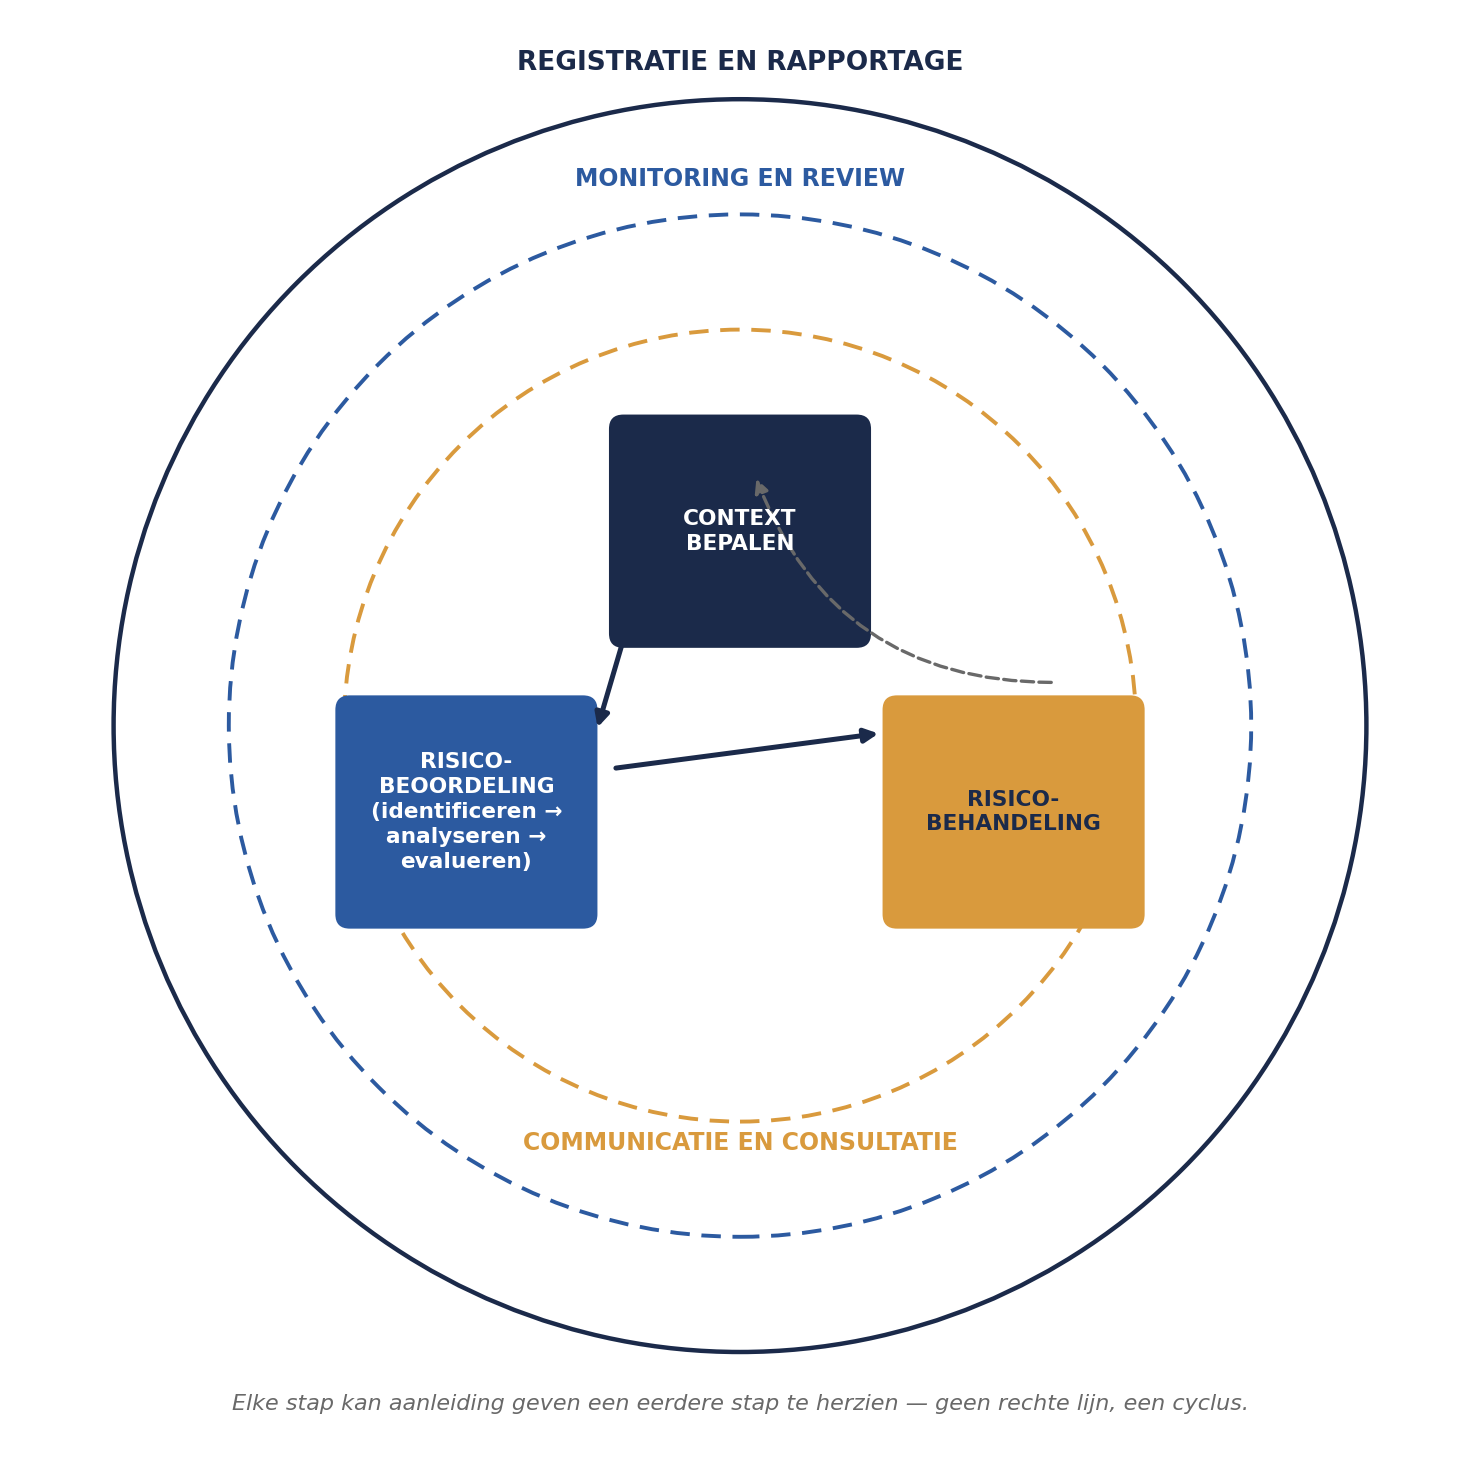 REGISTRATIE EN RAPPORTAGE
MONITORING EN REVIEW
CONTEXT
BEPALEN
RISICO-
BEOORDELING
(identificeren →
analyseren →
evalueren)
RISICO-
BEHANDELING
COMMUNICATIE EN CONSULTATIE
Elke stap kan aanleiding geven een eerdere stap te herzien — geen rechte lijn, een cyclus.